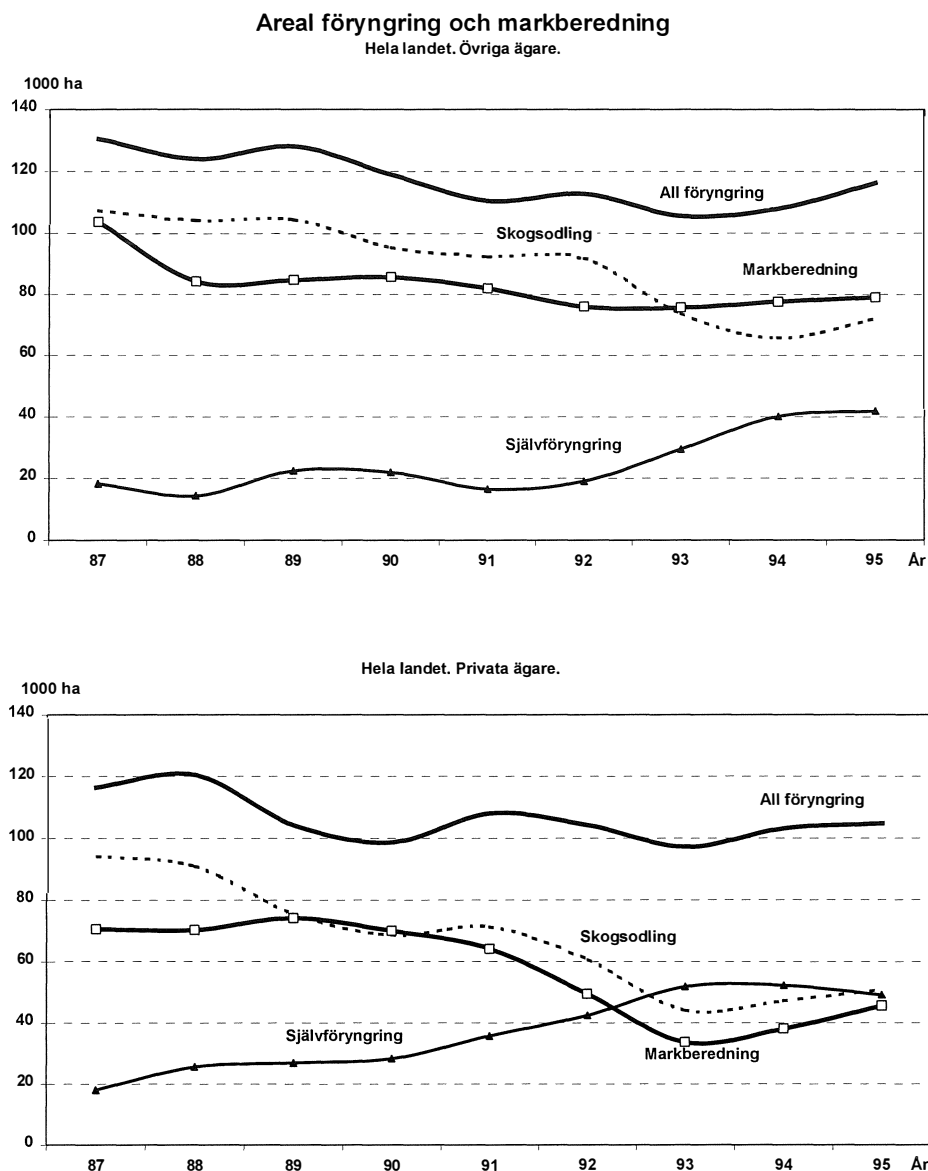 Areal föryngring och markberedning
Hela landet. Övriga ägare.
1000 ha
140
120
All föryngring
100
Skogsodling
Markberedning
80
60
40
Självföryngring
20
0
87 88 89 90 91 92 93 94 95 År
Hela landet. Privata ägare.
1000 ha
140
120
All föryngring
100
80
Skogsodling
60
40
Självföryngring
Markberedning
20
0
87 88 89 90 91 92 93 94 95 År